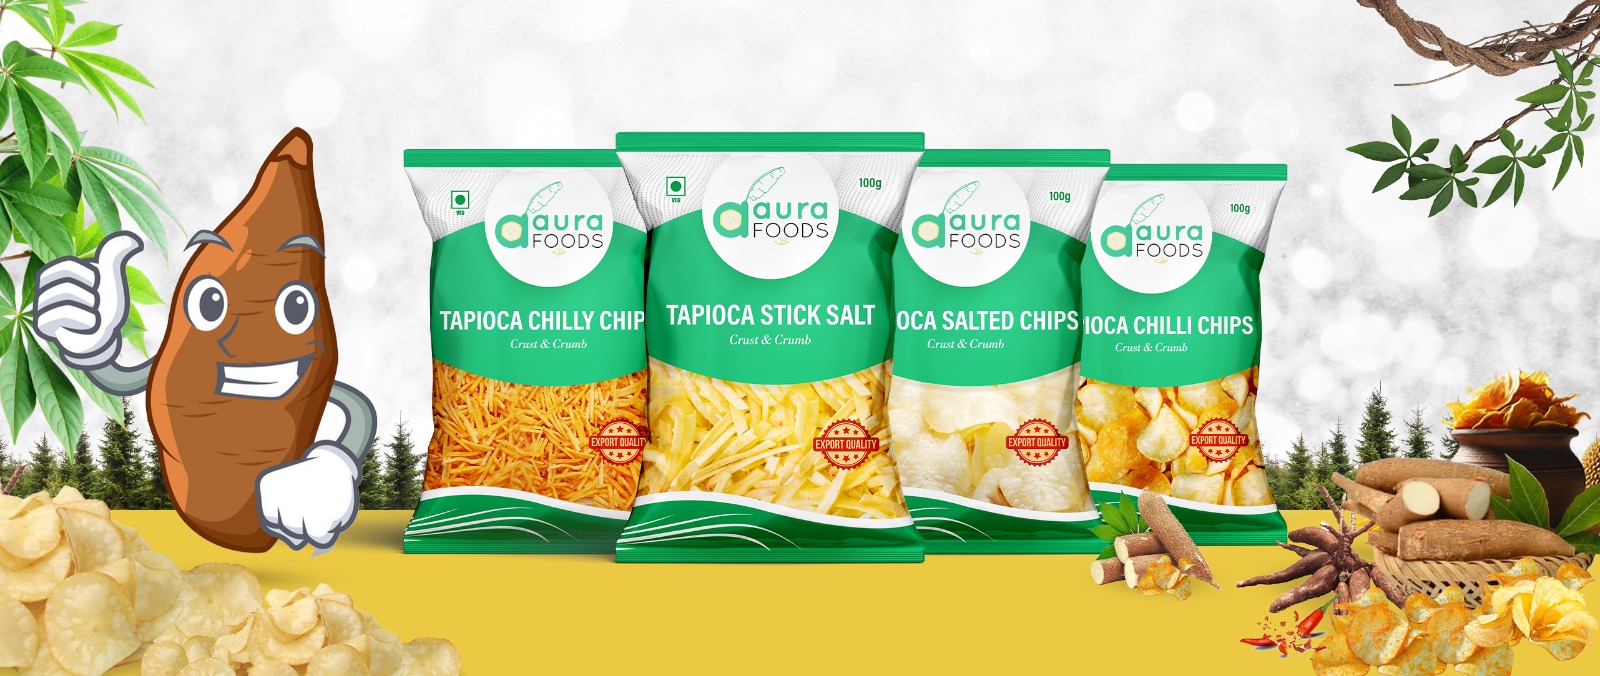 VEG
aura
FOODS
TAPIOCA CHILLY CHIP
Crust & Crumb
EXPORT QUALITY
VEG
100g
aura
FOODS
TAPIOCA STICK SALT
Crust & Crumb
EXPORT QUALITY
100g
aura
FOODS
OCA SALTED CHIPS
Crust & Crumb
EXPORT QUALITY
100g
aura
FOODS
IOCA CHILLI CHIPS
Crust & Crumb
EXPORT QUALITY